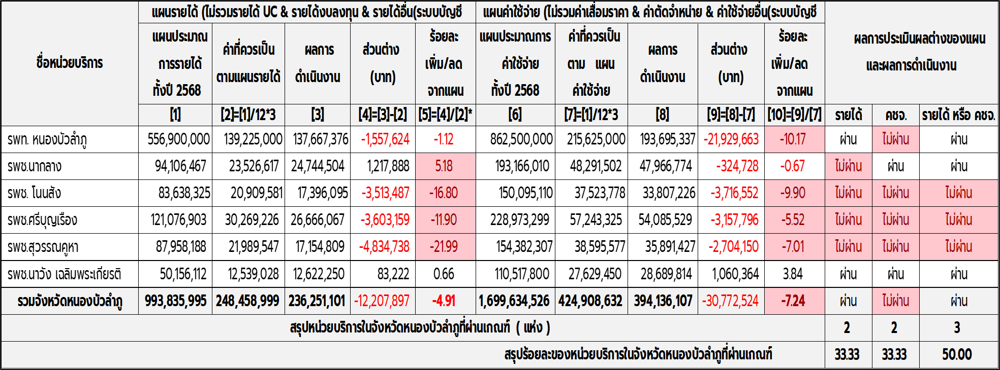 แผนรายได้ (ไม่รวมรายได้ UC & รายได้งบลงทุน & รายได้อื่น(ระบบบัญชี แผนค่าใช้จ่าย (ไม่รวมค่าเสื่อมราคา & ค่าตัดจำหน่าย & ค่าใช้จ่ายอื่น(ระบบบัญชี
ชื่อหน่วยบริการ
แผนประมาณ
การรายได้
ทั้งปี 2568
ค่าที่ควรเป็น
ตามแผนรายได้
ผลการ
ดำเนินงาน
ส่วนต่าง
(บาท)
ร้อยละ
เพิ่ม/ลด
จากแผน
แผนประมาณการ
ค่าใช้จ่าย
ทั้งปี 2568
ค่าที่ควรเป็น
ตาม แผน
ค่าใช้จ่าย
ผลการ
ดำเนินงาน
ส่วนต่าง
(บาท)
ร้อยละ
เพิ่ม/ลด
จากแผน
ผลการประเมินผลต่างของแผน
และผลการดำเนินงาน
[1] [2]=[1]/12*3 [3] [4]=[3]-[2] [5]=[4]/[2]* [6] [7]=[1]/12*3 [8] [9]=[8]-[7] [10]=[9]/[7] รายได้ คชจ. รายได้ หรือ คชจ.
รพท. หนองบัวลำภู 556,900,000 139,225,000 137,667,376 -1,557,624 -1.12 862,500,000 215,625,000 193,695,337 -21,929,663 -10.17 ผ่าน ไม่ผ่าน ผ่าน
รพช.นากลาง 94,106,467 23,526,617 24,744,504 1,217,888 5.18 193,166,010 48,291,502 47,966,774 -324,728 -0.67 ไม่ผ่าน ผ่าน ผ่าน
รพช. โนนสัง 83,638,325 20,909,581 17,396,095 -3,513,487 -16.80 150,095,110 37,523,778 33,807,226 -3,716,552 -9.90 ไม่ผ่าน ไม่ผ่าน ไม่ผ่าน
รพช.ศรีบุญเรือง 121,076,903 30,269,226 26,666,067 -3,603,159 -11.90 228,973,299 57,243,325 54,085,529 -3,157,796 -5.52 ไม่ผ่าน ไม่ผ่าน ไม่ผ่าน
รพช.สุวรรณคูหา 87,958,188 21,989,547 17,154,809 -4,834,738 -21.99 154,382,307 38,595,577 35,891,427 -2,704,150 -7.01 ไม่ผ่าน ไม่ผ่าน ไม่ผ่าน
รพช.นาวัง เฉลิมพระเกียรติ 50,156,112 12,539,028 12,622,250 83,222 0.66 110,517,800 27,629,450 28,689,814 1,060,364 3.84 ผ่าน ผ่าน ผ่าน
รวมจังหวัดหนองบัวลำภู 993,835,995 248,458,999 236,251,101 -12,207,897 -4.91 1,699,634,526 424,908,632 394,136,107 -30,772,524 -7.24 ผ่าน ไม่ผ่าน ผ่าน
สรุปหน่วยบริการในจังหวัดหนองบัวลำภูที่ผ่านเกณฑ์ ( แห่ง ) 2 2 3
สรุปร้อยละของหน่วยบริการในจังหวัดหนองบัวลำภูที่ผ่านเกณฑ์ 33.33 33.33 50.00